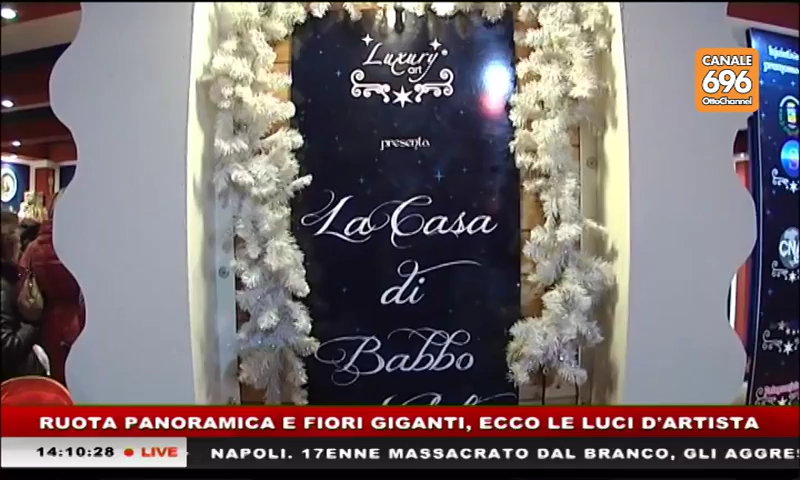 Luxury
art
presenta
La Casa
di
Babbo
CANALE
696
OttoChannel
RUOTA PANORAMICA E FIORI GIGANTI, ECCO LE LUCI D'ARTISTA
14:10:28 LIVE NAPOLI. 17ENNE MASSACRATO DAL BRANCO, GLI AGGRES